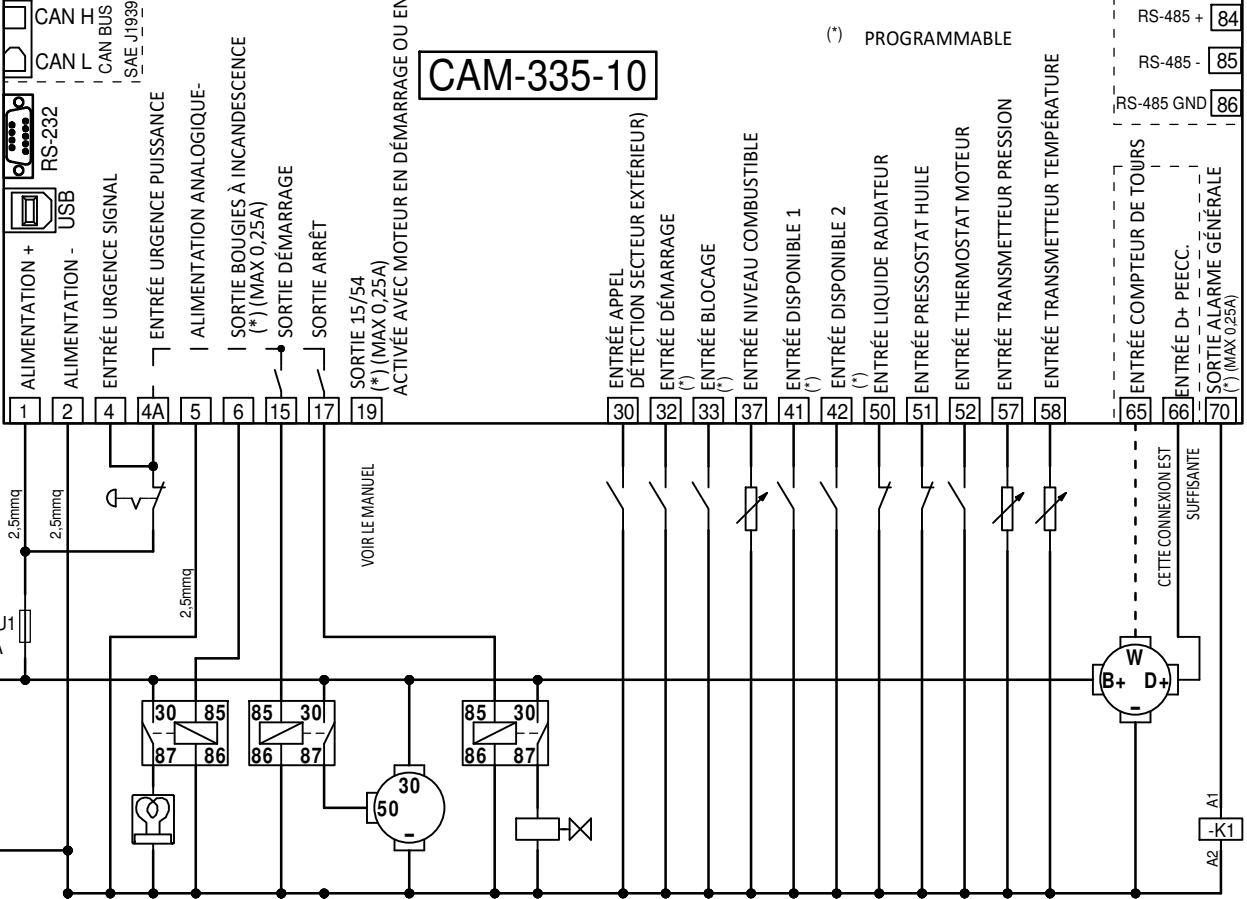 CAN H
CAN L
CAN BUS
SAE J1939
RS-232
USB
CAM-335-10
(*) PROGRAMMABLE
RS-485 + 84
RS-485 - 85
RS-485 GND 86
ALIMENTATION +
ALIMENTATION -
ENTRÉE URGENCE SIGNAL
ENTRÉE URGENCE PUISSANCE
ALIMENTATION ANALOGIQUE-
SORTIE BOUGIES À INCANDESCENCE
(*) (MAX 0,25A)
SORTIE DÉMARRAGE
SORTIE ARRÊT
SORTIE 15/54
(*) (MAX 0,25A)
ACTIVÉE AVEC MOTEUR EN DÉMARRAGE OU EN
ENTRÉE APPEL
DÉTECTION SECTEUR EXTÉRIEUR)
ENTRÉE DÉMARRAGE
(*)
ENTRÉE BLOCAGE
(*)
ENTRÉE NIVEAU COMBUSTIBLE
ENTRÉE DISPONIBLE 1
(*)
ENTRÉE DISPONIBLE 2
(*)
ENTRÉE LIQUIDE RADIATEUR
ENTRÉE PRESSOSTAT HUILE
ENTRÉE THERMOSTAT MOTEUR
ENTRÉE TRANSMETTEUR PRESSION
ENTRÉE TRANSMETTEUR TEMPÉRATURE
ENTRÉE COMPTEUR DE TOURS
ENTRÉE D+ PEECC.
SORTIE ALARME GÉNÉRALE
(*) (MAX 0,25A)
1 2 4 4A 5 6 15 17 19 30 32 33 37 41 42 50 51 52 57 58 65 66 70
2,5mmq
2,5mmq
2,5mmq
VOIR LE MANUEL
CETTE CONNEXION EST
SUFFISANTE
U1
A
W
B+ D+
-
30 85
87 86
85 30
86 87
85 30
86 87
30
50
-
A1
-K1
A2